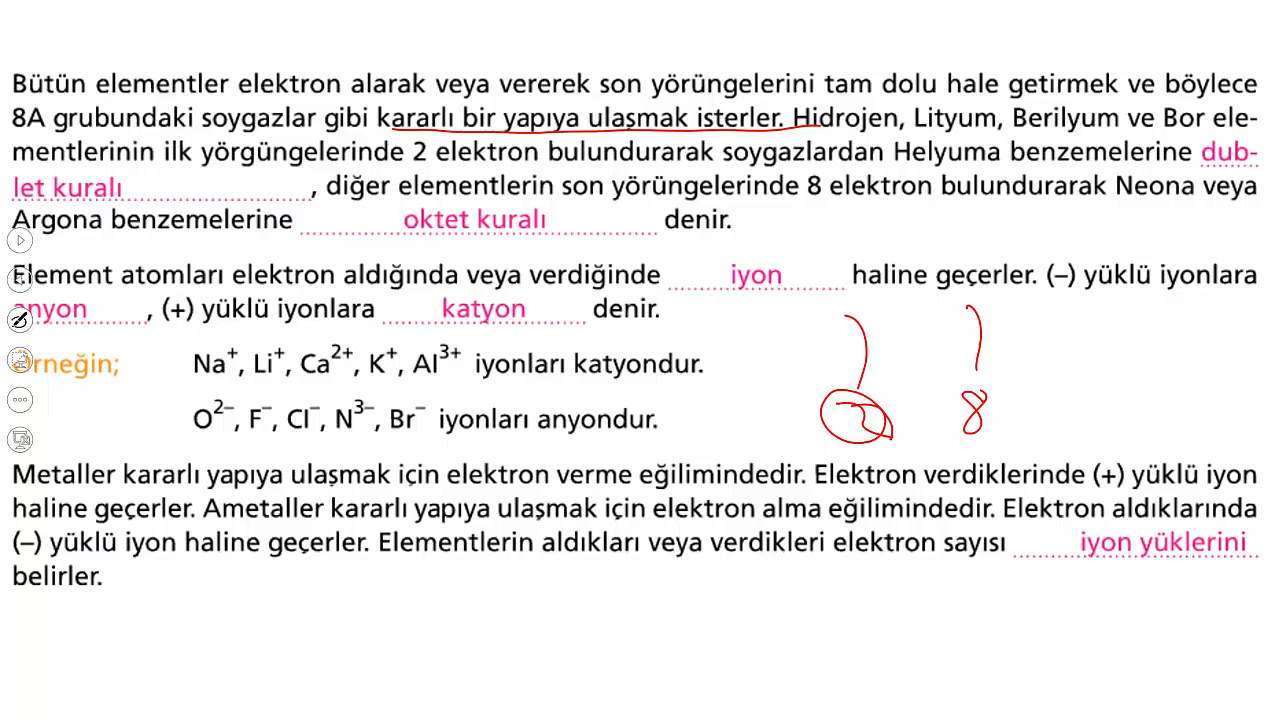 Bütün elementler elektron alarak veya vererek son yörüngelerini tam dolu hale getirmek ve böylece
8A grubundaki soygazlar gibi kararlı bir yapıya ulaşmak isterler. Hidrojen, Lityum, Berilyum ve Bor ele-
mentlerinin ilk yörgüngelerinde 2 elektron bulundurarak soygazlardan Helyuma benzemelerine dub-
let kuralı, diğer elementlerin son yörüngelerinde 8 elektron bulundurarak Neona veya
Argona benzemelerine oktet kuralı denir.
Element atomları elektron aldığında veya verdiğinde iyon haline geçerler. (–) yüklü iyonlara
anyon, (+) yüklü iyonlara katyon denir.
Örneğin; Na⁺, Li⁺, Ca²⁺, K⁺, Al³⁺ iyonları katyondur.
O²⁻, F⁻, Cl⁻, N³⁻, Br⁻ iyonları anyondur.
2 8
Metaller kararlı yapıya ulaşmak için elektron verme eğilimindedir. Elektron verdiklerinde (+) yüklü iyon
haline geçerler. Ametaller kararlı yapıya ulaşmak için elektron alma eğilimindedir. Elektron aldıklarında
(–) yüklü iyon haline geçerler. Elementlerin aldıkları veya verdikleri elektron sayısı iyon yüklerini
belirler.